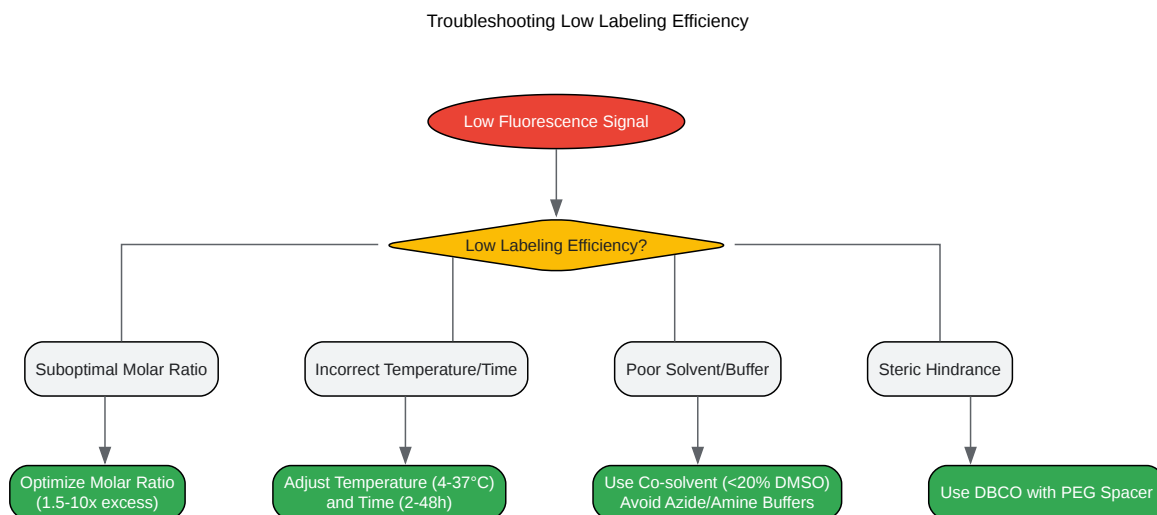 Troubleshooting Low Labeling Efficiency
Low Fluorescence Signal
Low Labeling Efficiency?
Suboptimal Molar Ratio
Incorrect Temperature/Time
Poor Solvent/Buffer
Steric Hindrance
Optimize Molar Ratio
(1.5-10x excess)
Adjust Temperature (4-37°C)
and Time (2-48h)
Use Co-solvent (<20% DMSO)
Avoid Azide/Amine Buffers
Use DBCO with PEG Spacer